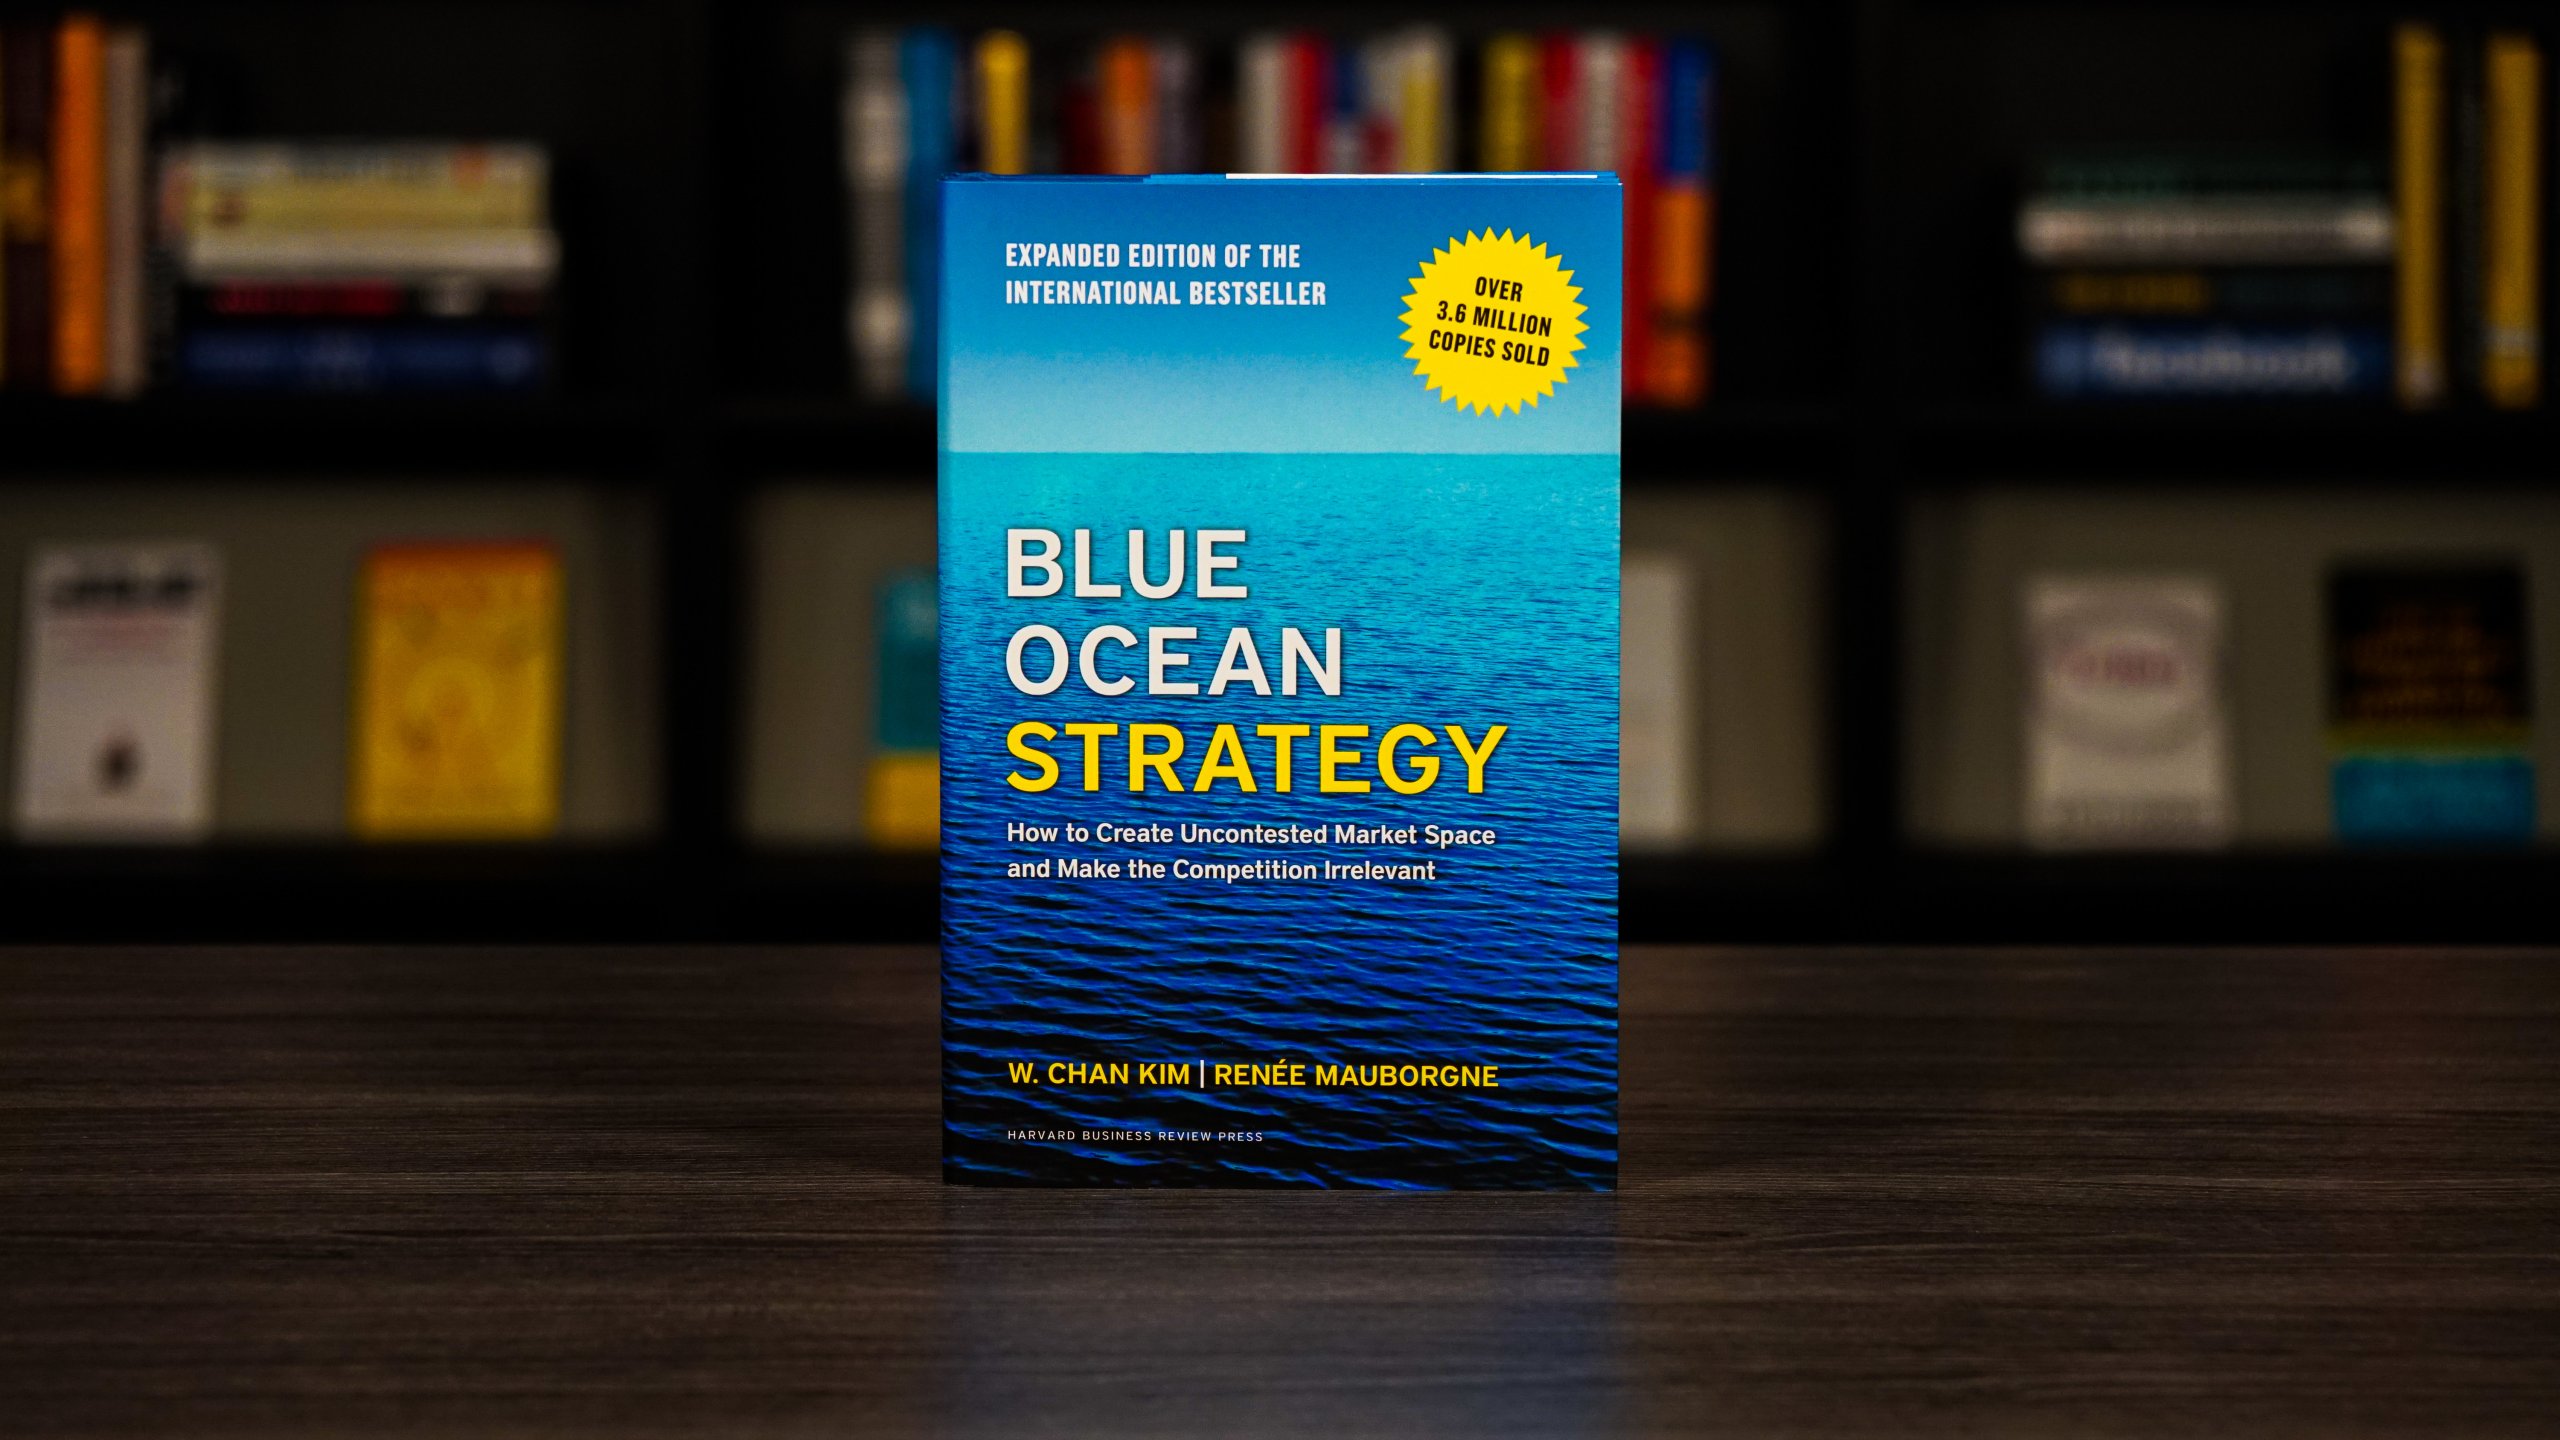 EXPANDED EDITION OF THE
INTERNATIONAL BESTSELLER
OVER
3.6 MILLION
COPIES SOLD
BLUE
OCEAN
STRATEGY
How to Create Uncontested Market Space
and Make the Competition Irrelevant
W. CHAN KIM | RENÉE MAUBORGNE
HARVARD BUSINESS REVIEW PRESS